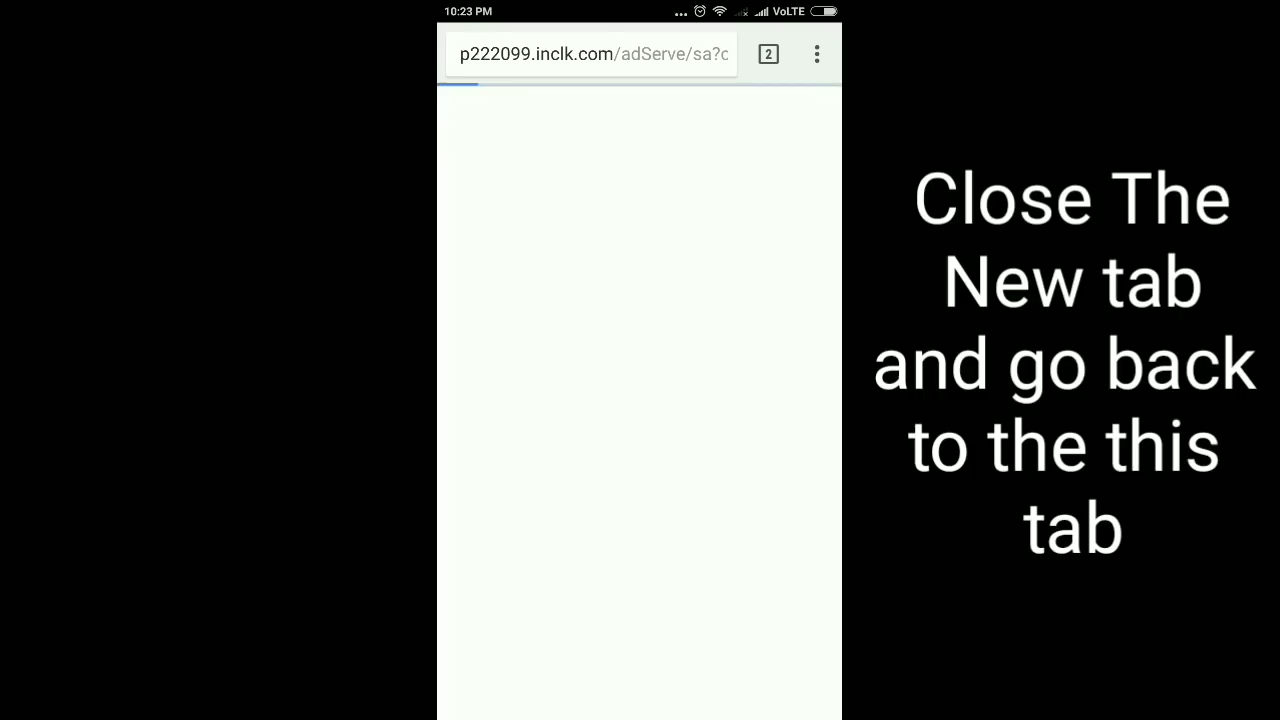 10:23 PM
VoLTE
p222099.inclk.com/adServe/sa?c
2
Close The
New tab
and go back
to the this
tab